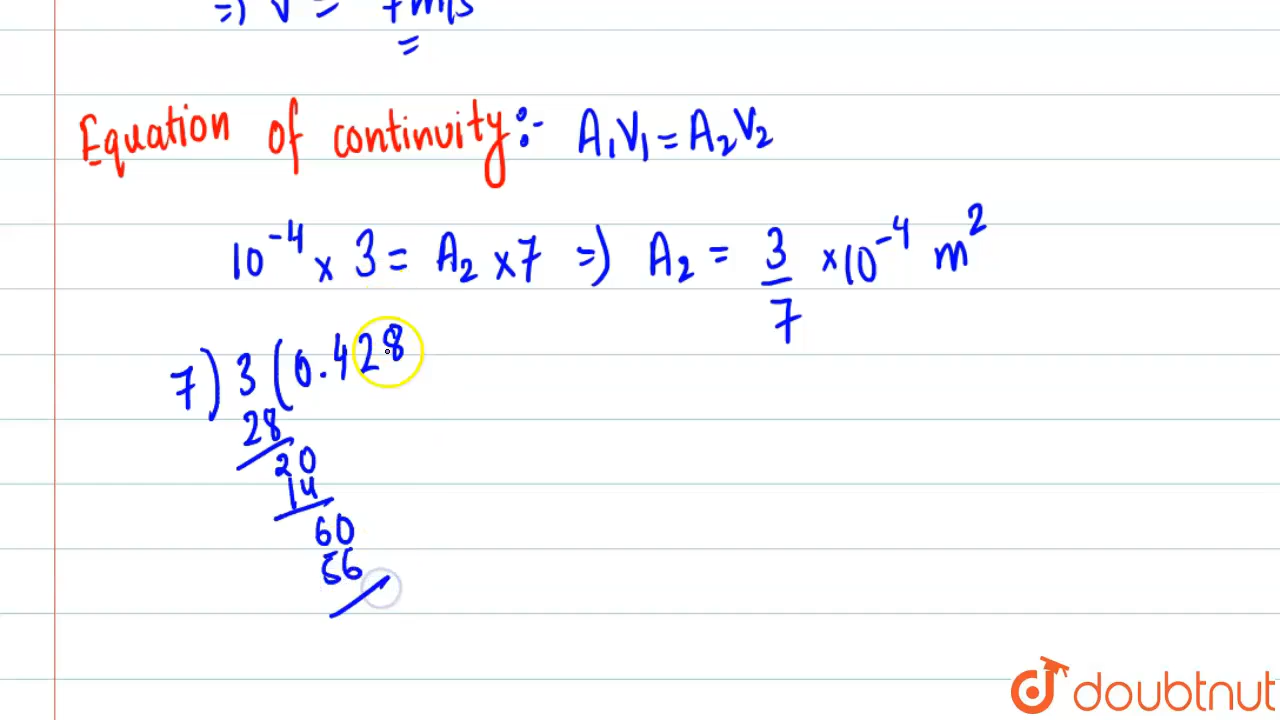 =) V = 7m/s
=
Equation of continuity :- A₁V₁ = A₂V₂
10⁻⁴ × 3 = A₂ × 7 =) A₂ = 3/7 × 10⁻⁴ m²
7) 3 (0.428
28
20
14
60
56
doubtnut